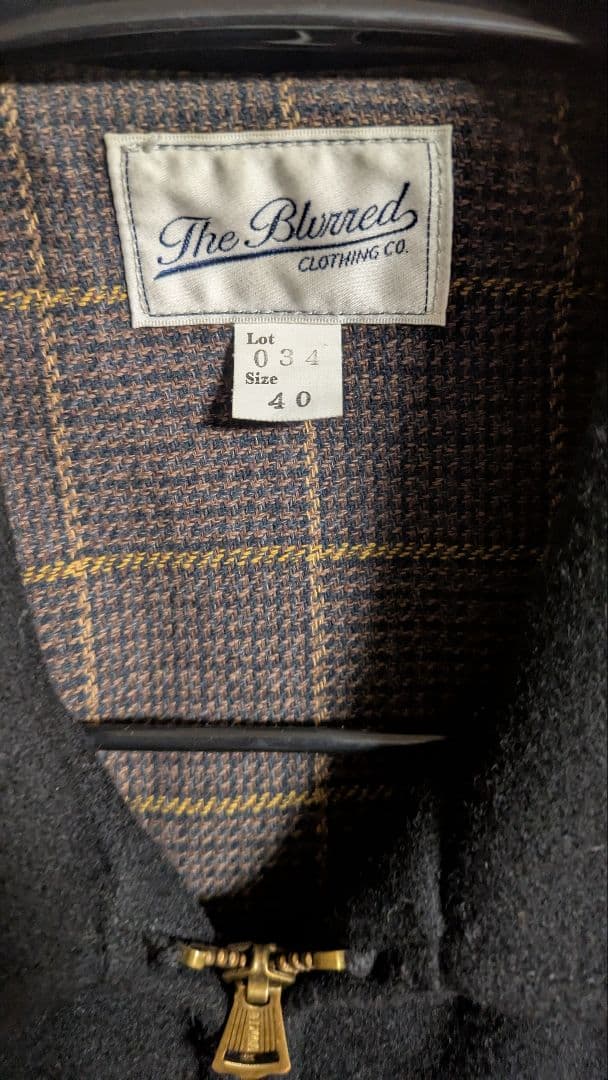 The Blurred
CLOTHING CO.
Lot
034
Size
40